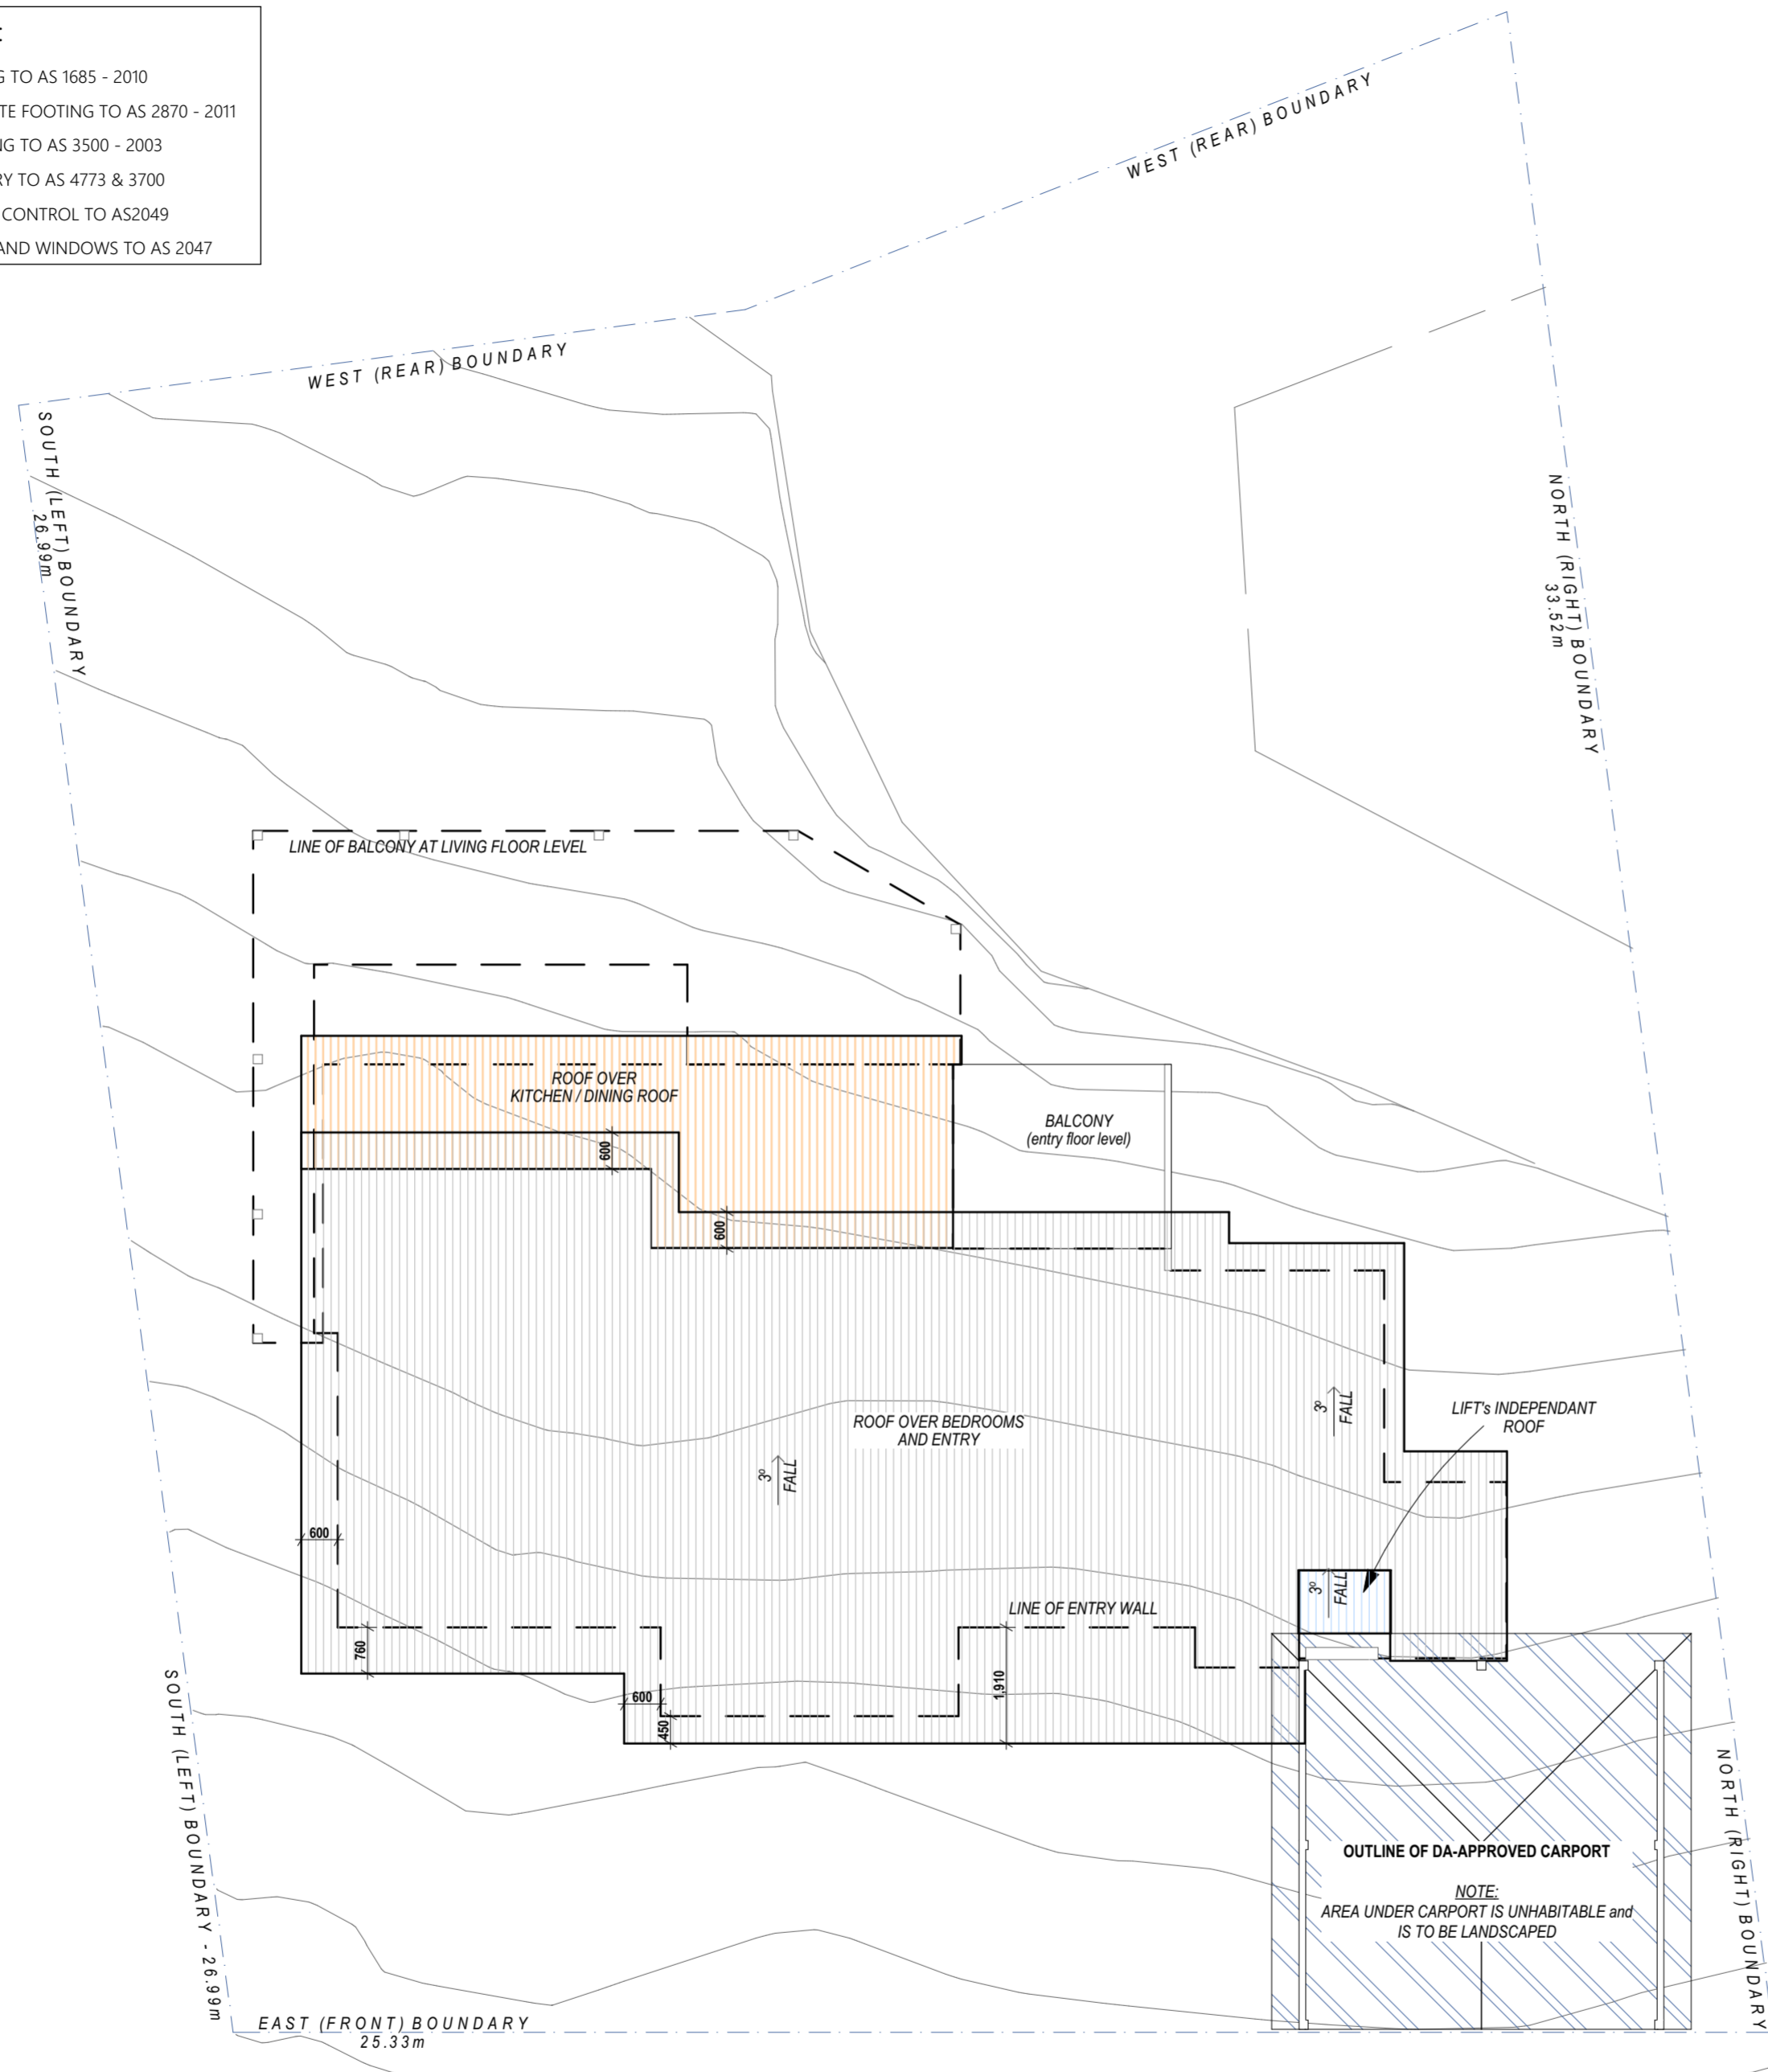 :
G TO AS 1685 - 2010
TE FOOTING TO AS 2870 - 2011
NG TO AS 3500 - 2003
RY TO AS 4773 & 3700
CONTROL TO AS2049
AND WINDOWS TO AS 2047
WEST (REAR) BOUNDARY
WEST (REAR) BOUNDARY
SOUTH (LEFT) BOUNDARY
26.99m
NORTH (RIGHT) BOUNDARY
33.52m
LINE OF BALCONY AT LIVING FLOOR LEVEL
ROOF OVER
KITCHEN / DINING ROOF
BALCONY
(entry floor level)
600
600
3º
FALL
LIFT's INDEPENDANT
ROOF
ROOF OVER BEDROOMS
AND ENTRY
3º
FALL
600
3º
FALL
LINE OF ENTRY WALL
760
600
450
1,910
SOUTH (LEFT) BOUNDARY - 26.99m
NORTH (RIGHT) BOUNDARY
OUTLINE OF DA-APPROVED CARPORT
NOTE:
AREA UNDER CARPORT IS UNHABITABLE and
IS TO BE LANDSCAPED
EAST (FRONT) BOUNDARY
25.33m